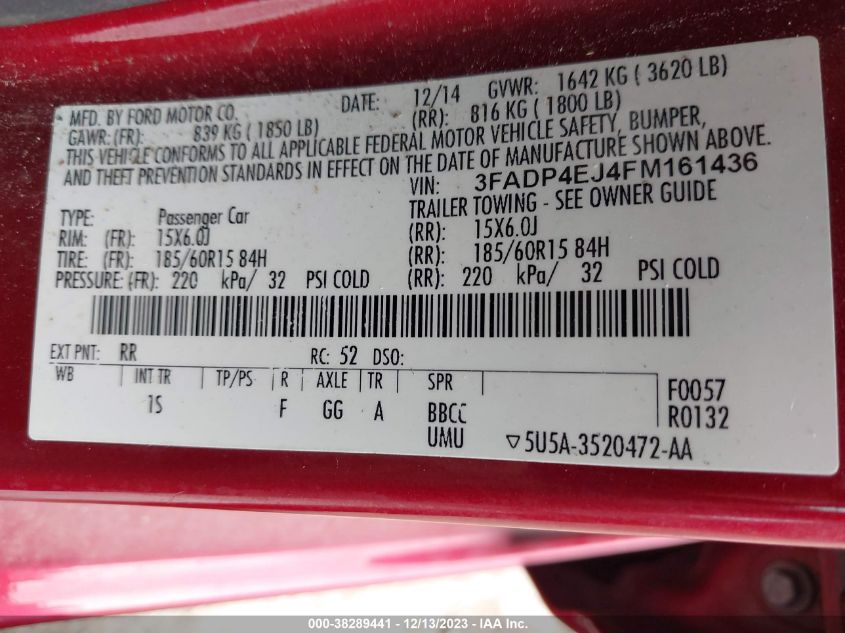 MFD. BY FORD MOTOR CO. DATE: 12/14 GVWR: 1642 KG ( 3620 LB)
GAWR: (FR): 839 KG ( 1850 LB) (RR): 816 KG ( 1800 LB)
THIS VEHICLE CONFORMS TO ALL APPLICABLE FEDERAL MOTOR VEHICLE SAFETY, BUMPER,
AND THEFT PREVENTION STANDARDS IN EFFECT ON THE DATE OF MANUFACTURE SHOWN ABOVE.
VIN: 3FADP4EJ4FM161436
TYPE: Passenger Car TRAILER TOWING - SEE OWNER GUIDE
RIM: (FR): 15X6.0J (RR): 15X6.0J
TIRE: (FR): 185/60R15 84H (RR): 185/60R15 84H
PRESSURE: (FR): 220 kPa/ 32 PSI COLD (RR): 220 kPa/ 32 PSI COLD
EXT PNT: RR RC: 52 DSO:
WB INT TR TP/PS R AXLE TR SPR F0057
IS F GG A BBCC R0132
UMU ▽5U5A-3520472-AA
000-38289441 - 12/13/2023 - IAAI.com